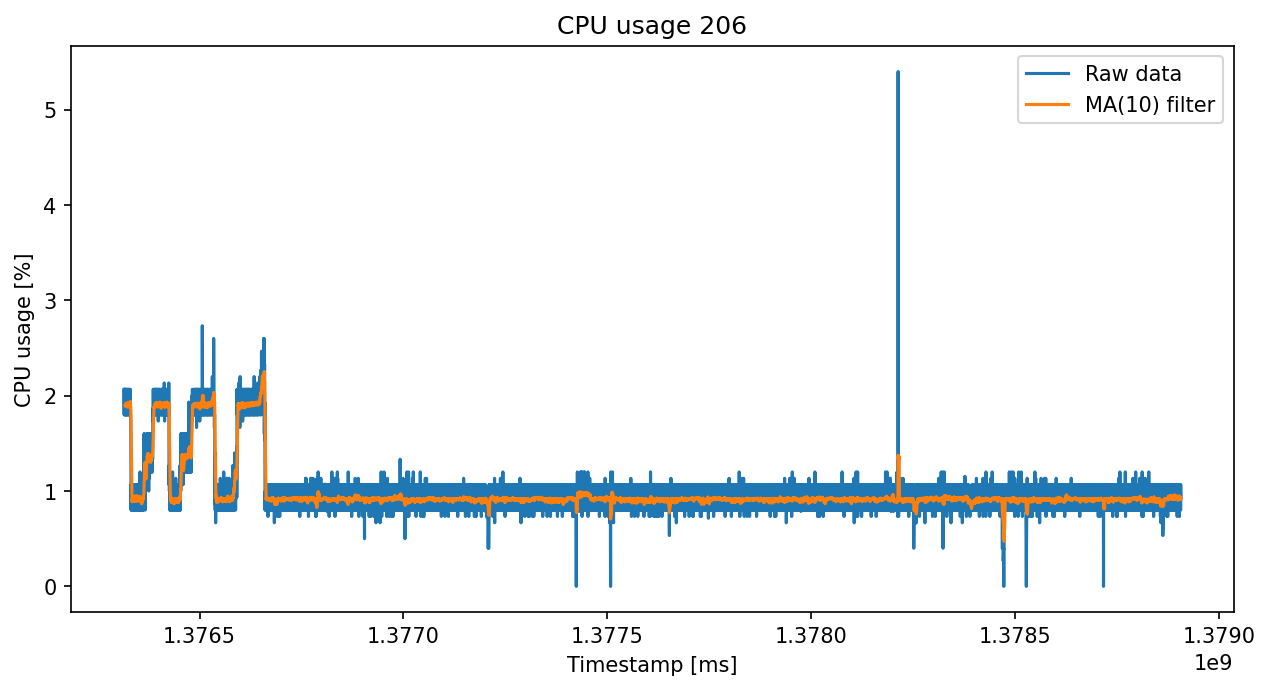 CPU usage 206
Raw data
MA(10) filter
CPU usage [%]
5
4
3
2
1
0
1.3765 1.3770 1.3775 1.3780 1.3785 1.3790
1e9
Timestamp [ms]